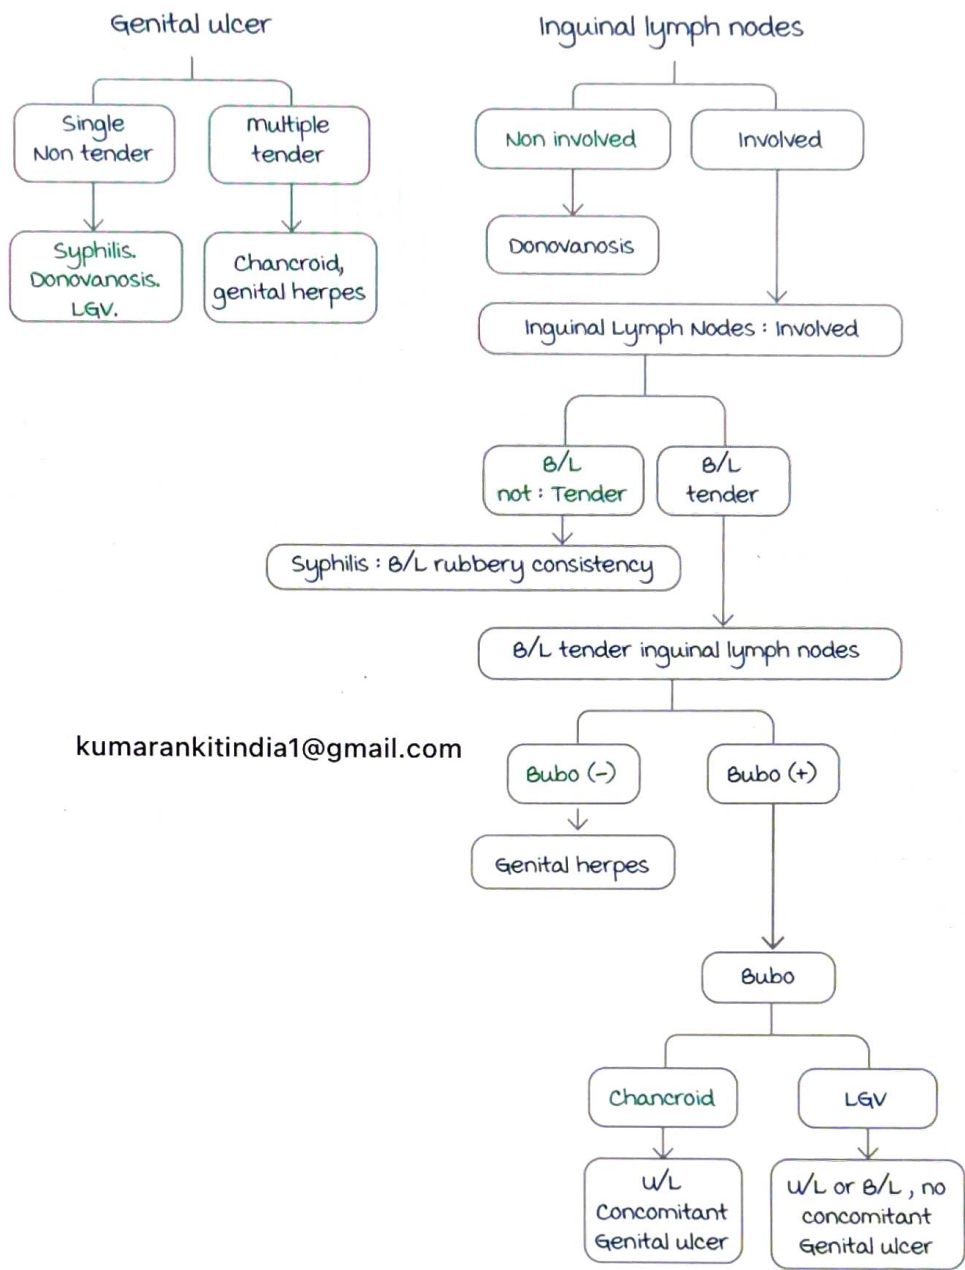 Genital ulcer
Single
Non tender
multiple
tender
Syphilis.
Donovanosis.
LGV.
Chancroid,
genital herpes
Inguinal lymph nodes
Non involved
Involved
Donovanosis
Inguinal Lymph Nodes : Involved
B/L
not : Tender
B/L
tender
Syphilis : B/L rubbery consistency
B/L tender inguinal lymph nodes
kumarankitindia1@gmail.com
Bubo (-)
Bubo (+)
Genital herpes
Bubo
Chancroid
LGV
U/L
Concomitant
Genital ulcer
U/L or B/L , no
concomitant
Genital ulcer